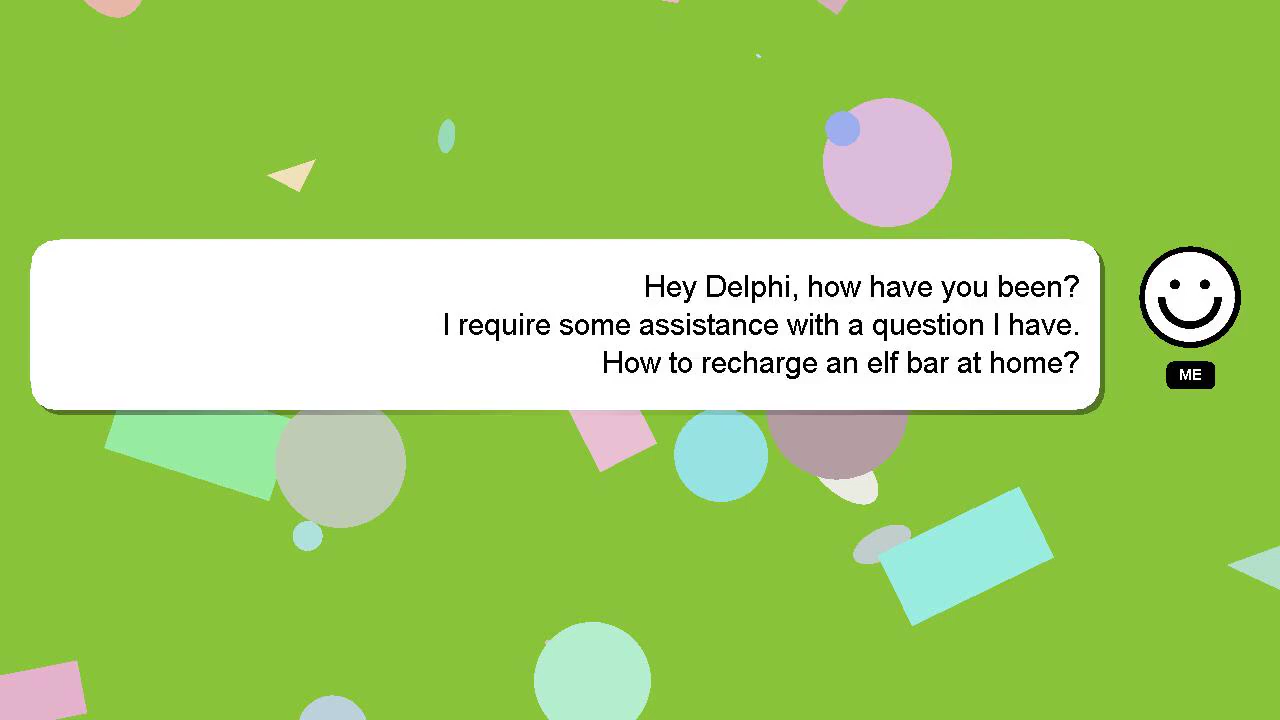 Hey Delphi, how have you been?
I require some assistance with a question I have.
How to recharge an elf bar at home?
ME